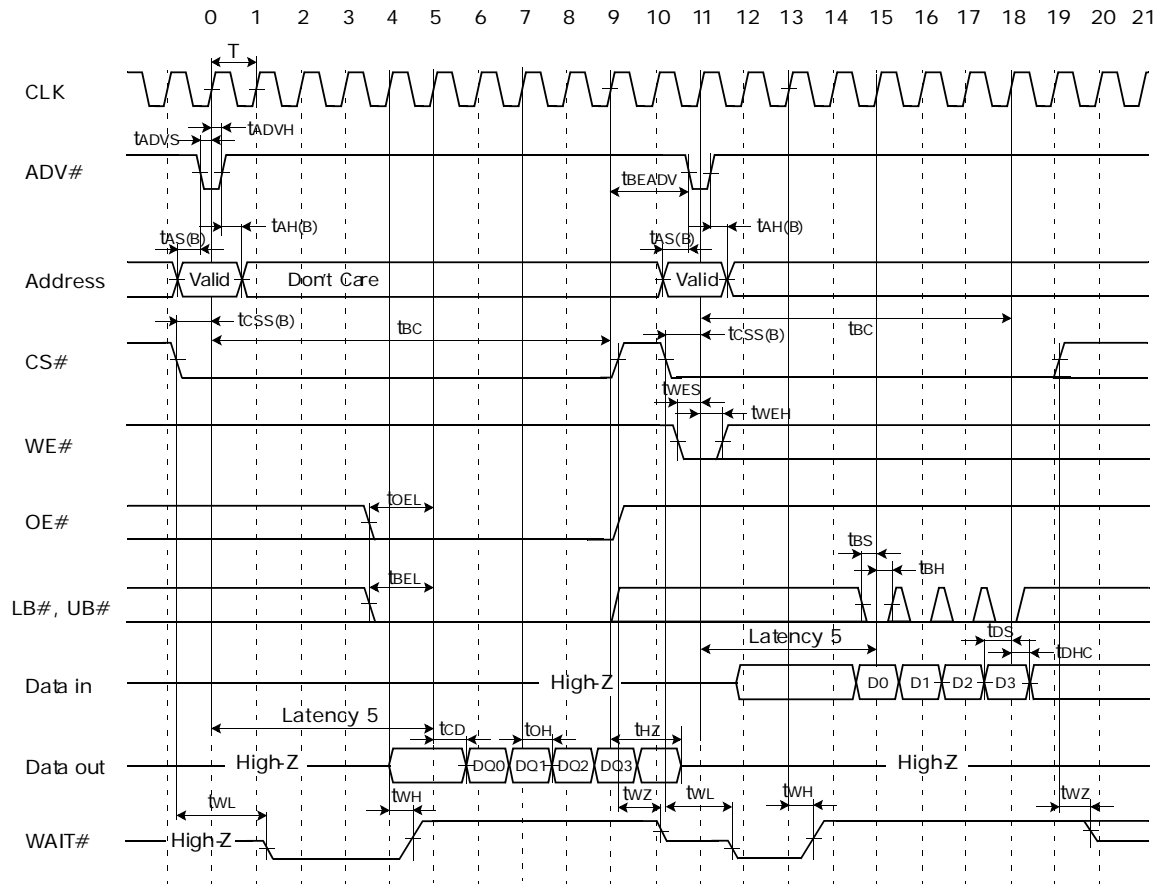 0 1 2 3 4 5 6 7 8 9 10 11 12 13 14 15 16 17 18 19 20 21
T
CLK
tADVS tADVH
ADV#
tBEADV
tAH(B) tAH(B)
tAS(B) tAS(B)
Address Valid Don't Care Valid
tCSS(B) tBC tCSS(B) tBC
CS#
tWES
tWEH
WE#
tOEL
OE#
tBS
tBH
tBEL
LB#, UB#
Latency 5 tDS
tDHC
Data in High-Z D0 D1 D2 D3
Latency 5
tCD tOH tHZ
Data out High-Z DQ0 DQ1 DQ2 DQ3 High-Z
tWL tWH tWZ tWL tWH tWZ
WAIT# High-Z